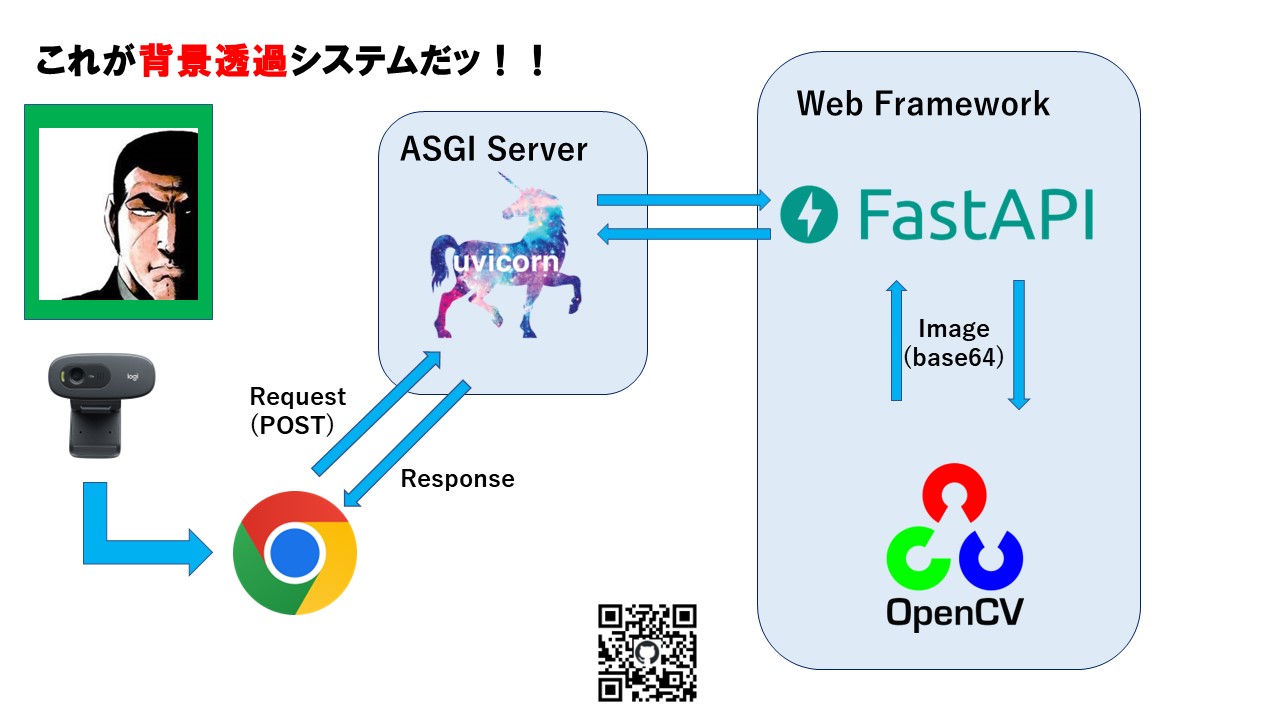 これが背景透過システムだッ！！
ASGI Server
uvicorn
Web Framework
FastAPI
Image
(base64)
OpenCV
logi
Request
(POST)
Response